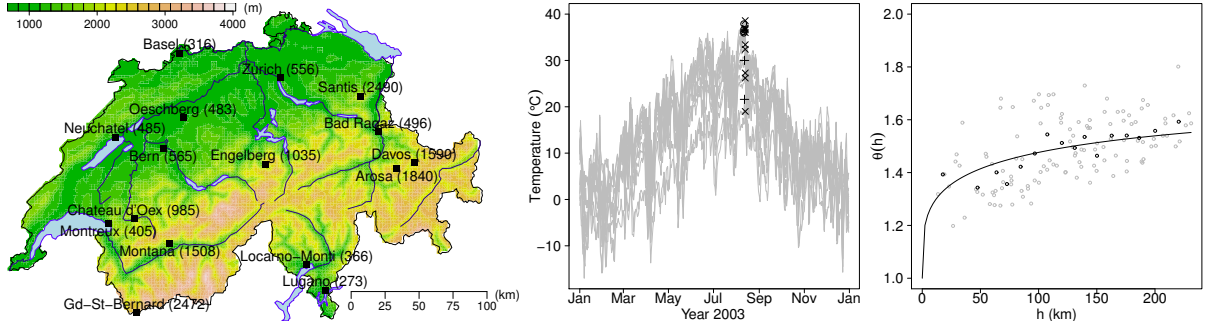 1000 2000 3000 4000 (m)
Basel (316)
Zurich (556)
Santis (2490)
Oeschberg (483)
Neuchatel (485)
Bad Ragaz (496)
Bern (565)
Engelberg (1035)
Davos (1590)
Arosa (1840)
Chateau d'Oex (985)
Montreux (405)
Montana (1508)
Locarno-Monti (366)
Lugano (273)
Gd-St-Bernard (2472)
0 25 50 75 100 (km)
Temperature (°C)
40
30
20
10
0
−10
Jan Mar May Jul Sep Nov Jan
Year 2003
θ(h)
2.0
1.8
1.6
1.4
1.2
1.0
0 50 100 150 200
h (km)